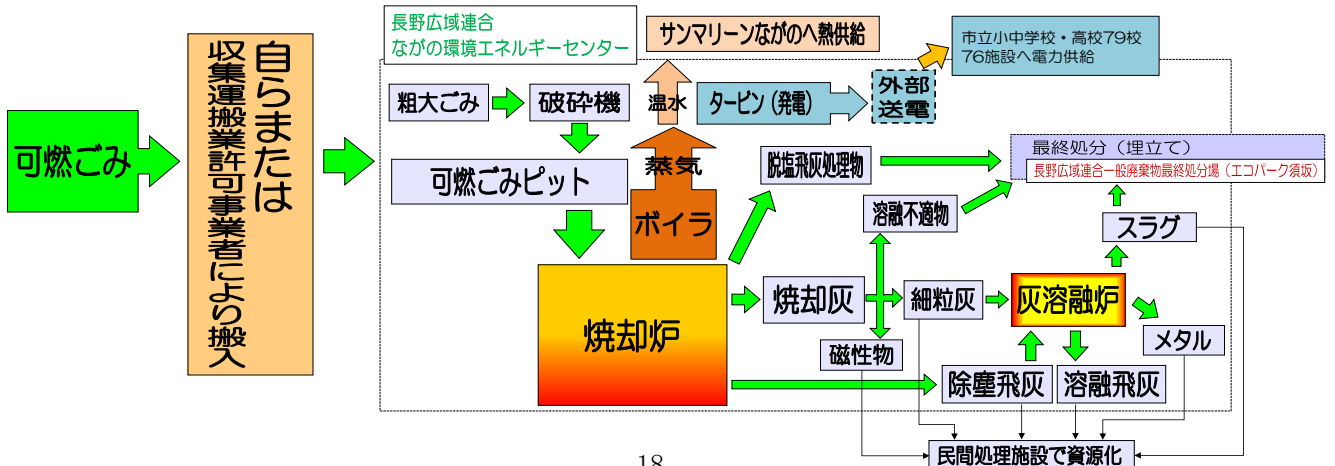 可燃ごみ
自らまたは
収集運搬業許可事業者により搬入
長野広域連合
ながの環境エネルギーセンター
サンマリーンながのへ熱供給
市立小中学校・高校79校
76施設へ電力供給
粗大ごみ
破砕機
温水
タービン(発電)
外部
送電
可燃ごみピット
蒸気
ボイラ
脱塩飛灰処理物
最終処分(埋立て)
長野広域連合一般廃棄物最終処分場(エコパーク須坂)
溶融不適物
スラグ
焼却炉
焼却灰
細粒灰
灰溶融炉
磁性物
メタル
除塵飛灰
溶融飛灰
民間処理施設で資源化
18